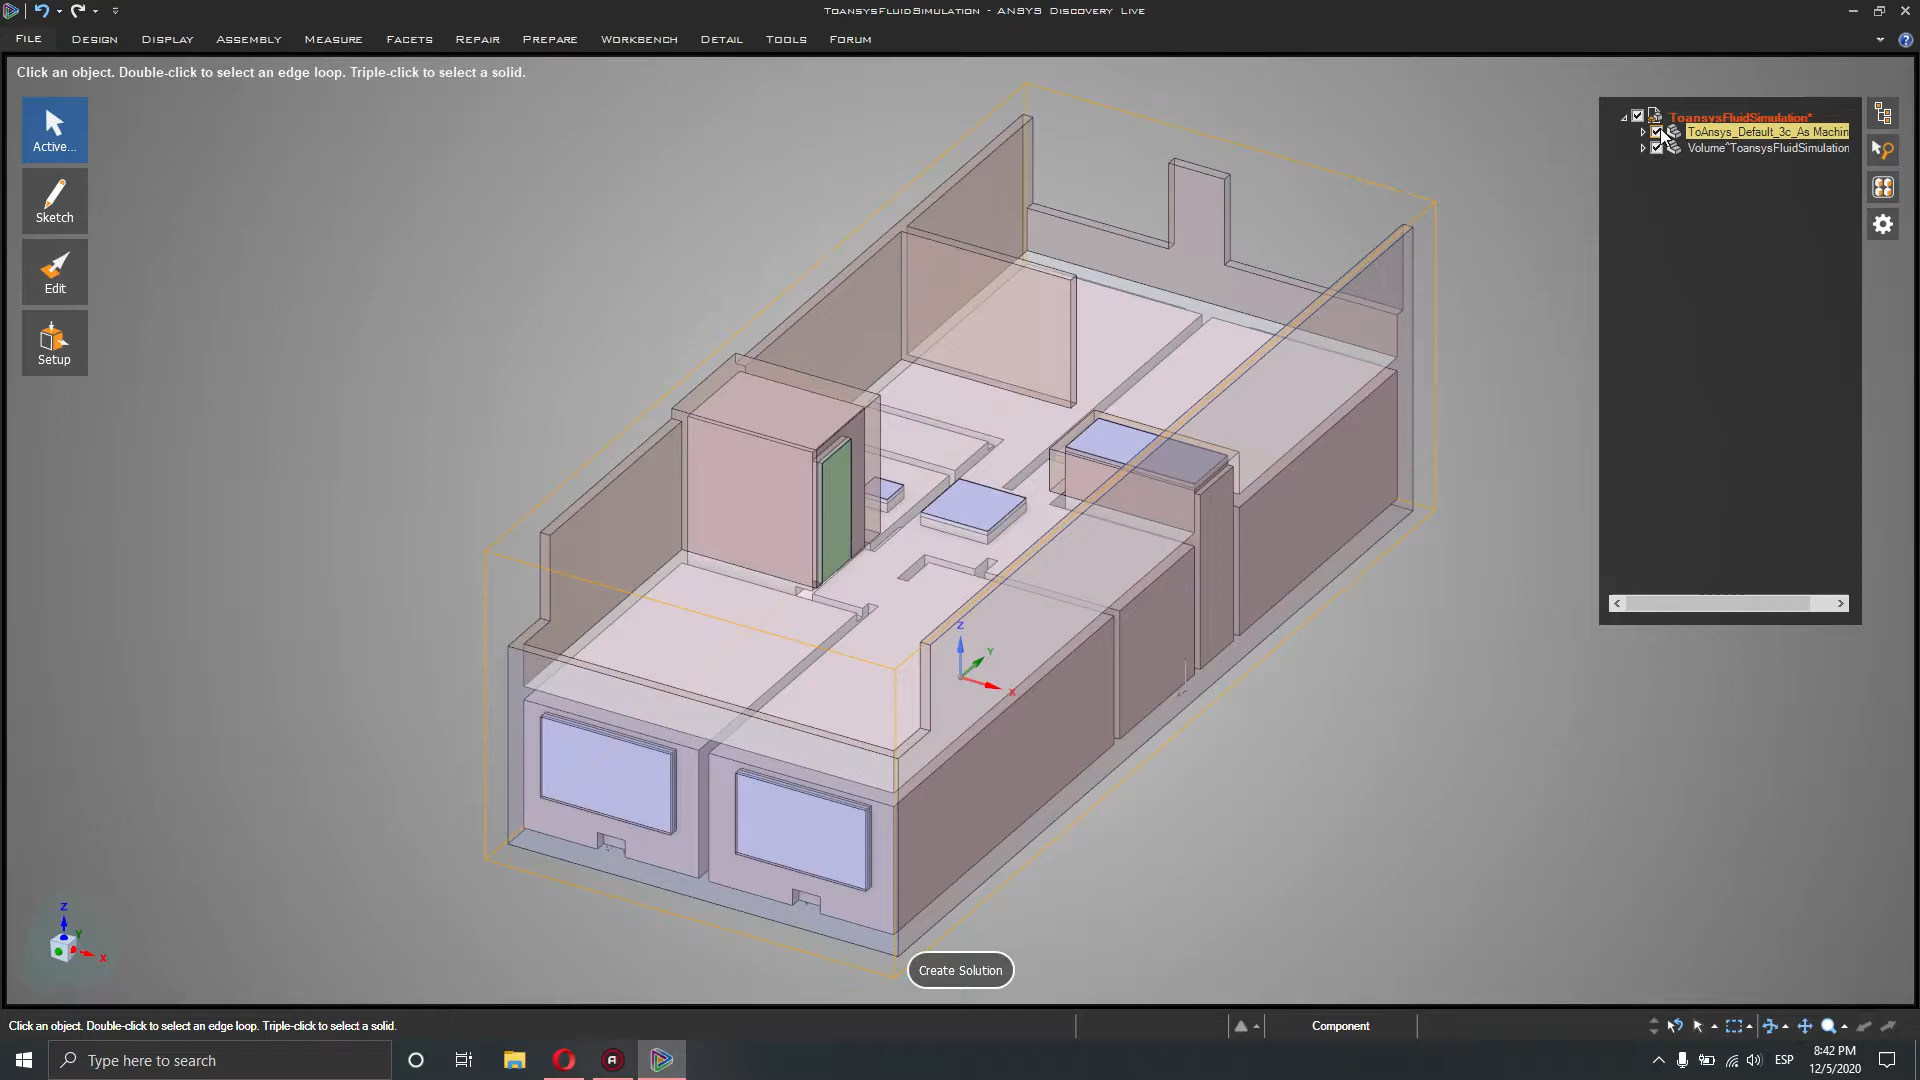 ToansysFluidSimulation - ANSYS Discovery Live
File
Design
Display
Assembly
Measure
Facets
Repair
Prepare
Workbench
Detail
Tools
Forum
Click an object. Double-click to select an edge loop. Triple-click to select a solid.
Active...
Sketch
Edit
Setup
ToansysFluidSimulation*
ToAnsys_Default_3c_As Machin
Volume^ToansysFluidSimulation
Z
Y
X
Z
Y
X
Create Solution
Click an object. Double-click to select an edge loop. Triple-click to select a solid.
Component
Type here to search
ESP
8:42 PM
12/5/2020